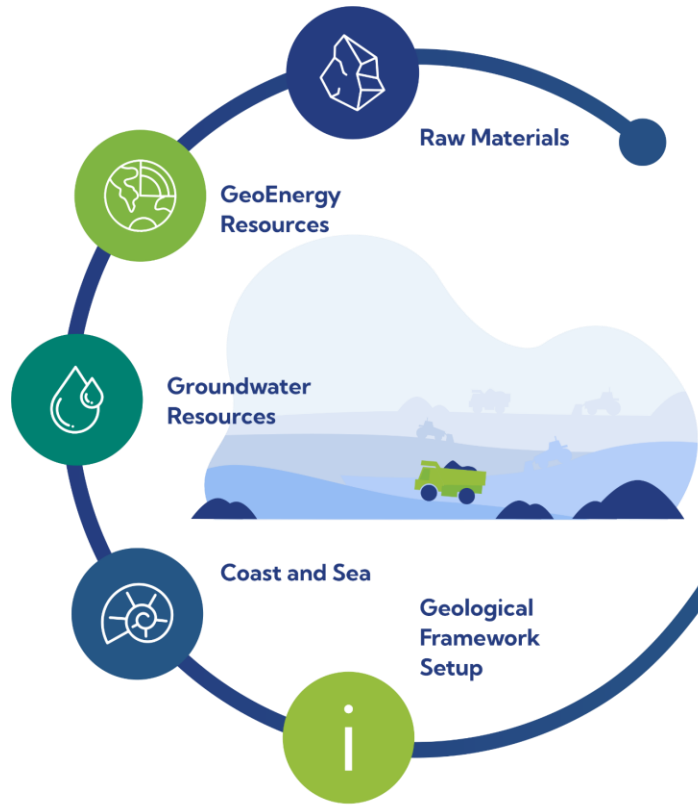 Raw Materials
GeoEnergy
Resources
Groundwater
Resources
Coast and Sea
Geological
Framework
Setup
i